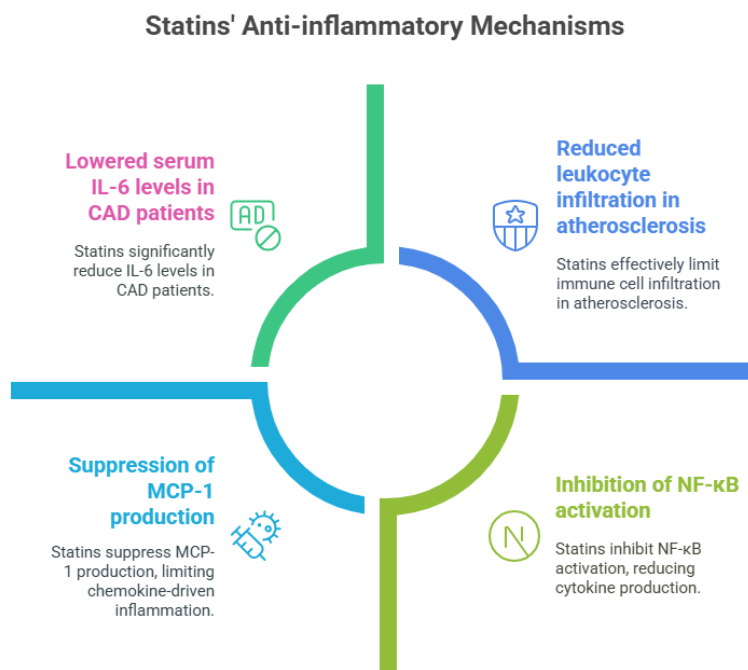 Statins' Anti-inflammatory Mechanisms
Lowered serum
IL-6 levels in
CAD patients
AD
Statins significantly
reduce IL-6 levels in
CAD patients.
Reduced
leukocyte
infiltration in
atherosclerosis
Statins effectively limit
immune cell infiltration
in atherosclerosis.
Suppression of
MCP-1
production
Statins suppress MCP-
1 production, limiting
chemokine-driven
inflammation.
Inhibition of NF-κB
activation
N
Statins inhibit NF-κB
activation, reducing
cytokine production.